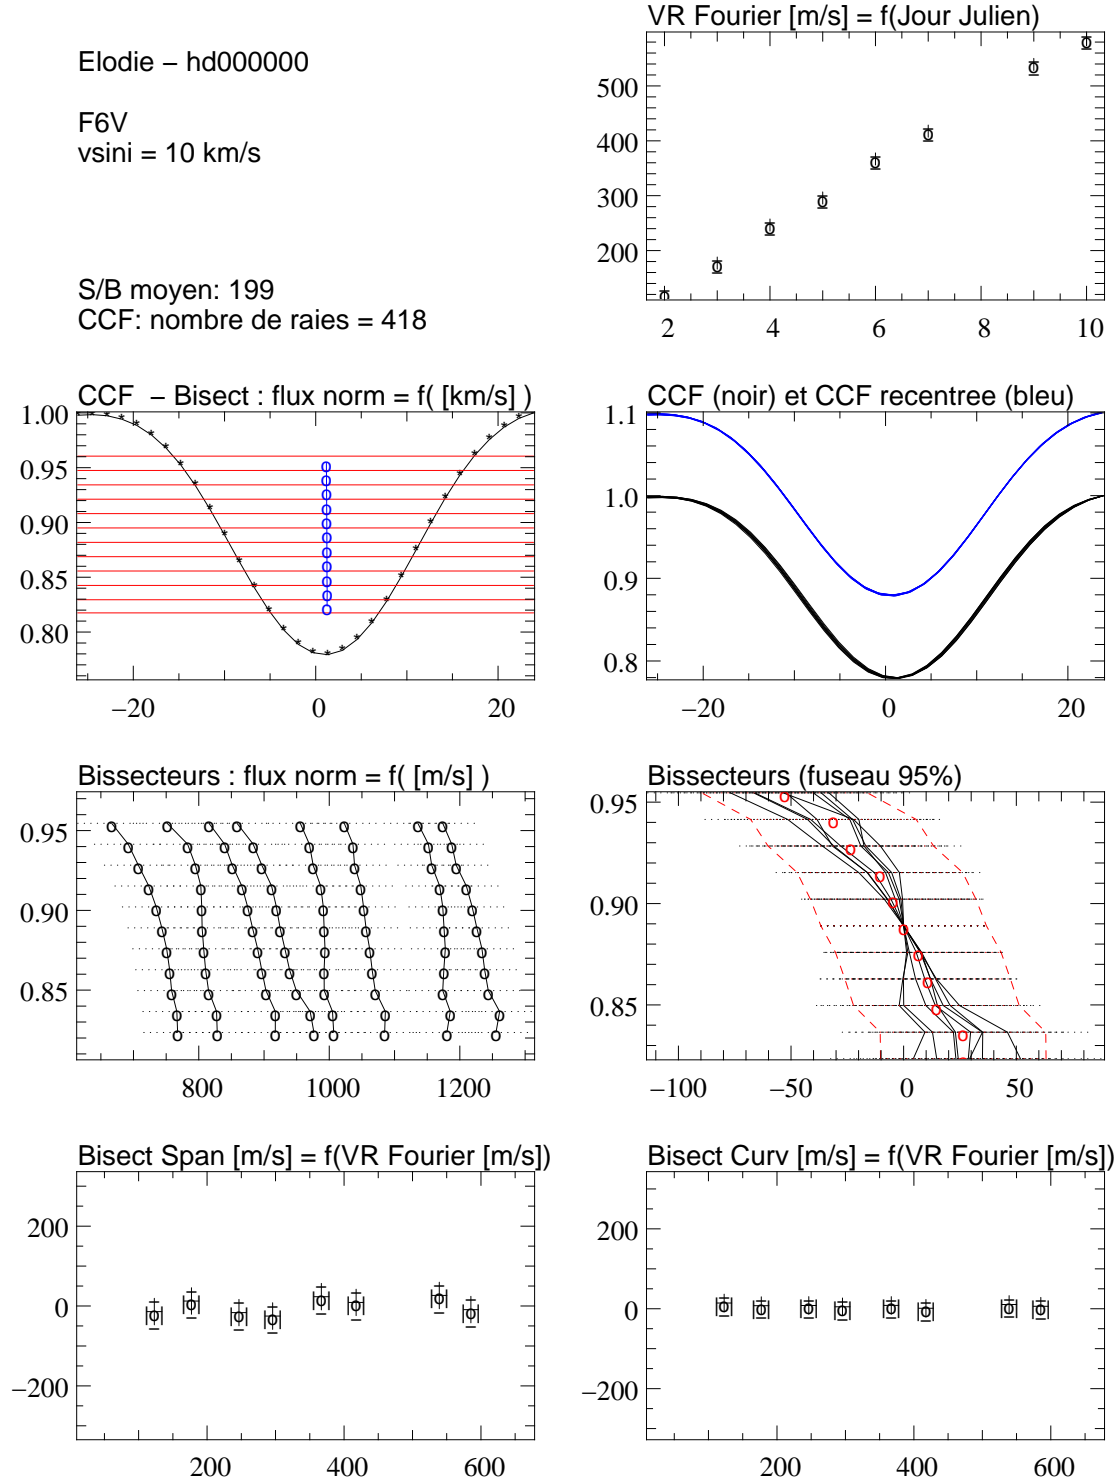 VR Fourier [m/s] = f(Jour Julien)
Elodie − hd000000
F6V
vsini = 10 km/s
S/B moyen: 199
CCF: nombre de raies = 418
500
400
300
200
2 4 6 8 10
CCF − Bisect : flux norm = f( [km/s] )
1.00
0.95
0.90
0.85
0.80
−20 0 20
CCF (noir) et CCF recentree (bleu)
1.1
1.0
0.9
0.8
−20 0 20
Bissecteurs : flux norm = f( [m/s] )
0.95
0.90
0.85
800 1000 1200
Bissecteurs (fuseau 95%)
0.95
0.90
0.85
−100 −50 0 50
Bisect Span [m/s] = f(VR Fourier [m/s])
200
0
−200
200 400 600
Bisect Curv [m/s] = f(VR Fourier [m/s])
200
0
−200
200 400 600